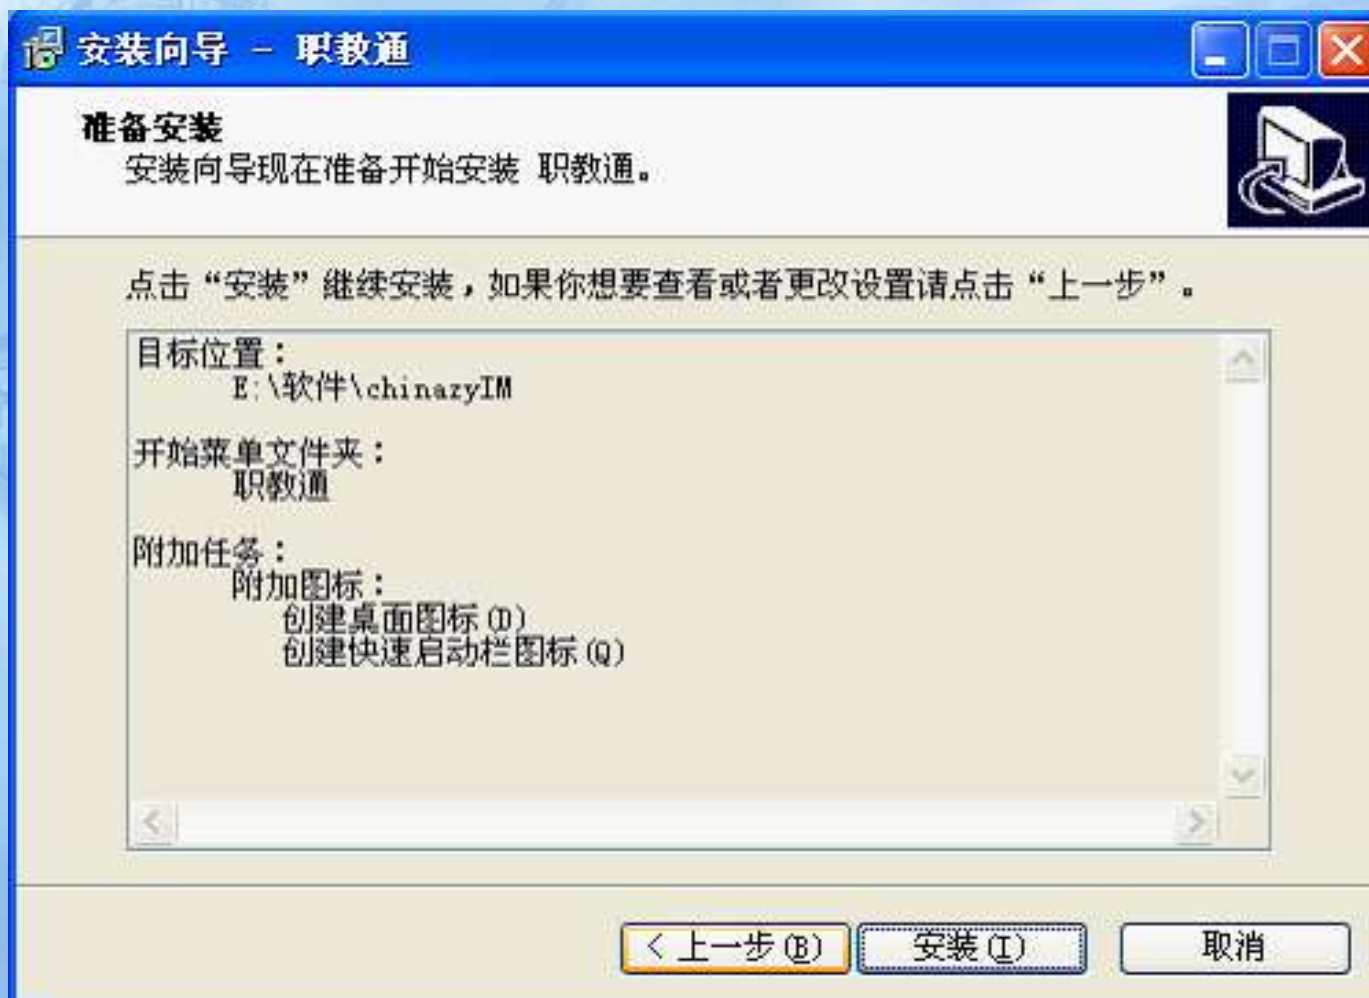 安装向导 - 职教通
准备安装
安装向导现在准备开始安装 职教通。
点击“安装”继续安装，如果你想要查看或者更改设置请点击“上一步”。
目标位置：
E:\软件\chinazyIM
开始菜单文件夹：
职教通
附加任务：
附加图标：
创建桌面图标(D)
创建快速启动栏图标(Q)
< 上一步(B) 安装(I) 取消